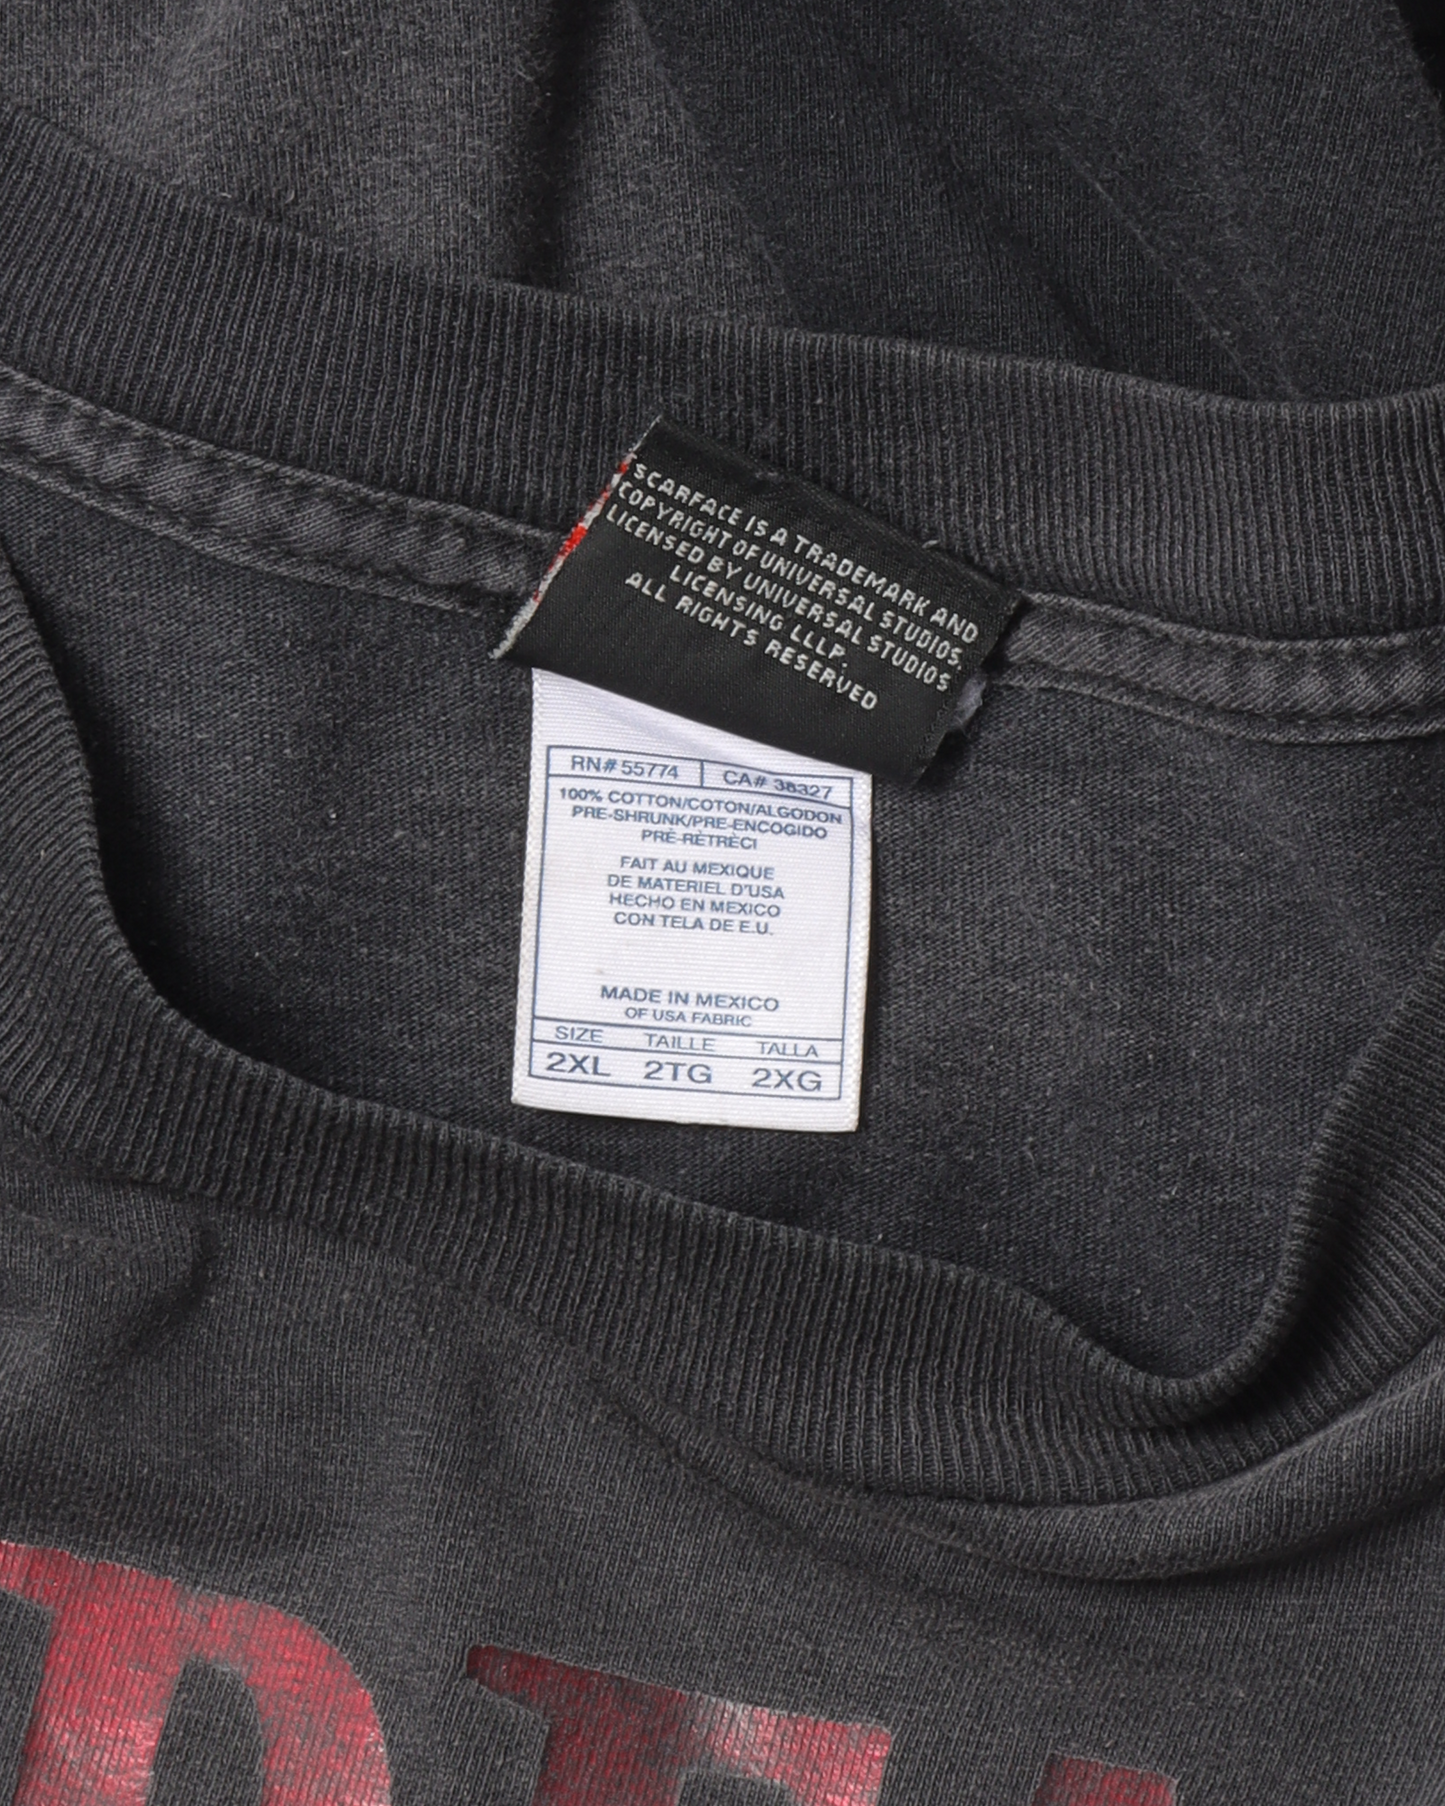 SCARFACE IS A TRADEMARK AND
COPYRIGHT OF UNIVERSAL STUDIOS.
LICENSED BY UNIVERSAL STUDIOS
LICENSING LLLP.
ALL RIGHTS RESERVED
RN# 55774 CA# 38327
100% COTTON/COTON/ALGODON
PRE-SHRUNK/PRE-ENCOGIDO
PRÈ-RÈTRÈCI
FAIT AU MEXIQUE
DE MATERIEL D'USA
HECHO EN MEXICO
CON TELA DE E.U.
MADE IN MEXICO
OF USA FABRIC
SIZE TAILLE TALLA
2XL 2TG 2XG